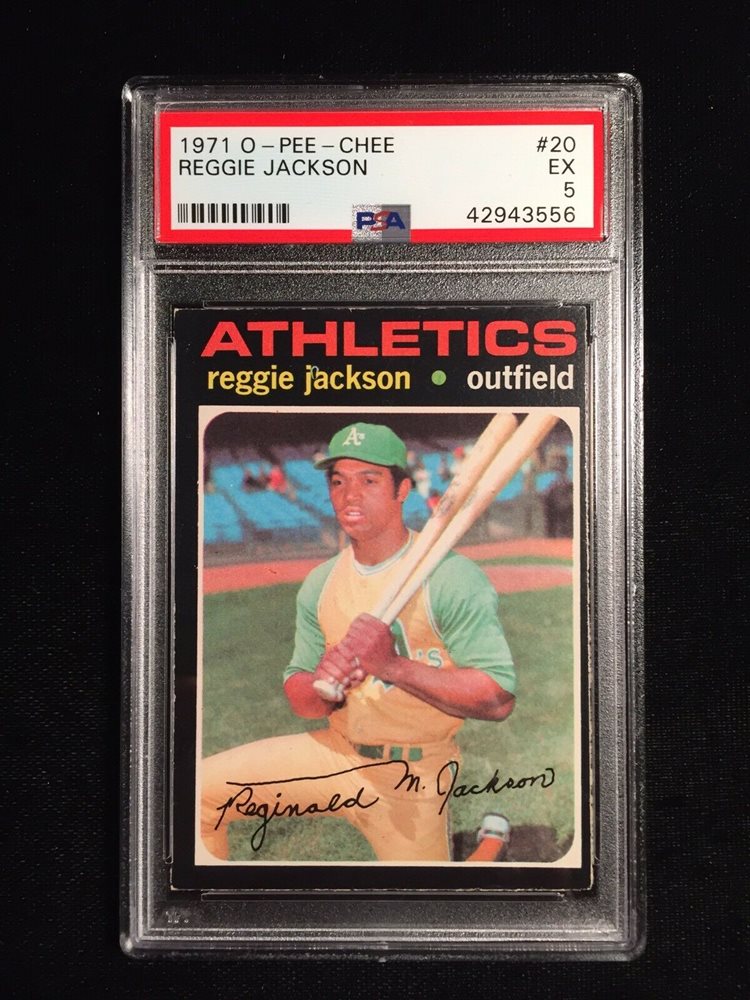 1971 O-PEE-CHEE #20
REGGIE JACKSON EX
5
PSA 42943556
ATHLETICS
reggie jackson • outfield
A's
's
Reginald M. Jackson